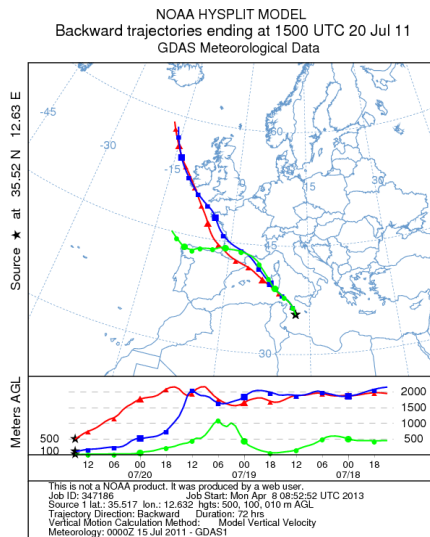 NOAA HYSPLIT MODEL
Backward trajectories ending at 1500 UTC 20 Jul 11
GDAS Meteorological Data
Source ★ at 35.52 N 12.63 E
-45
-30
-15
60
15
45
30
Meters AGL
500
100
2000
1500
1000
500
12 06 00 18 12 06 00 18 12 06 00 18
07/20 07/19 07/18
This is not a NOAA product. It was produced by a web user.
Job ID: 347186 Job Start: Mon Apr 8 08:52:52 UTC 2013
Source 1 lat.: 35.517 lon.: 12.632 hgts: 500, 100, 010 m AGL
Trajectory Direction: Backward Duration: 72 hrs
Vertical Motion Calculation Method: Model Vertical Velocity
Meteorology: 0000Z 15 Jul 2011 - GDAS1